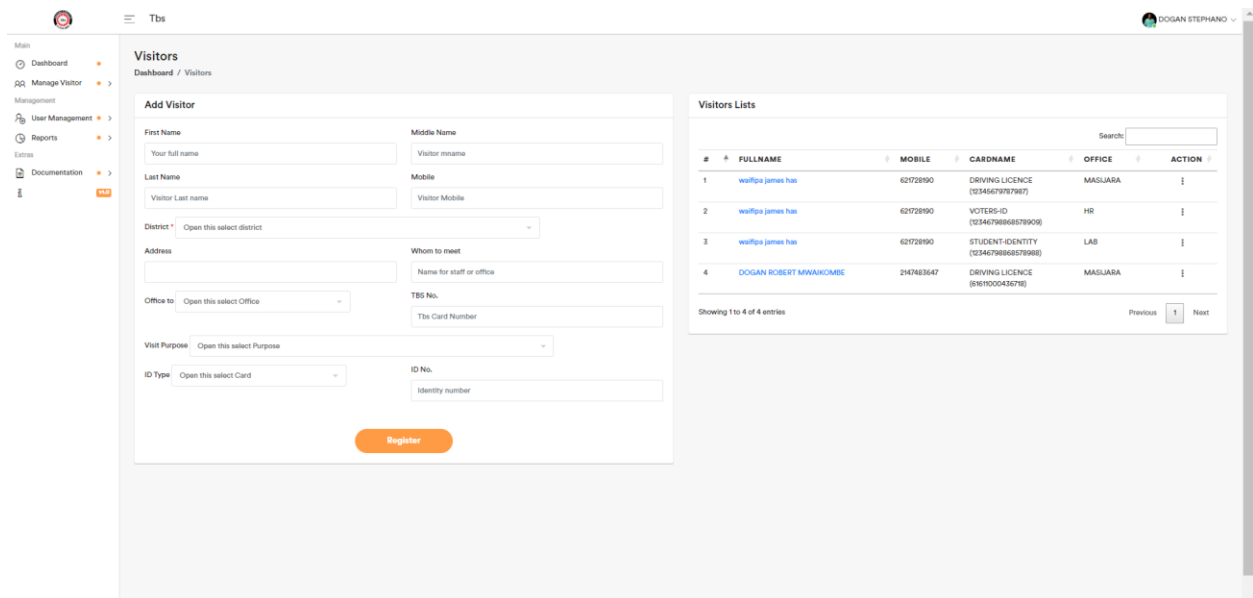 Tbs
DOGAN STEPHANO
Main
Dashboard
Manage Visitor
Management
User Management
Reports
Extras
Documentation
V1.0
Visitors
Dashboard / Visitors
Add Visitor
First Name
Middle Name
Your full name
Visitor mname
Last Name
Mobile
Visitor Last name
Visitor Mobile
District * Open this select district
Address
Whom to meet
Name for staff or office
Office to Open this select Office
TBS No.
Tbs Card Number
Visit Purpose Open this select Purpose
ID Type Open this select Card
ID No.
Identity number
Register
Visitors Lists
Search:
# FULLNAME MOBILE CARDNAME OFFICE ACTION
1 waifipa james has 621728190 DRIVING LICENCE MASIJARA
(12345679787987)
2 waifipa james has 621728190 VOTERS-ID HR
(12346798868578909)
3 waifipa james has 621728190 STUDENT-IDENTITY LAB
(12346798868578988)
4 DOGAN ROBERT MWAIKOMBE 2147483647 DRIVING LICENCE MASIJARA
(61611000436718)
Showing 1 to 4 of 4 entries
Previous 1 Next